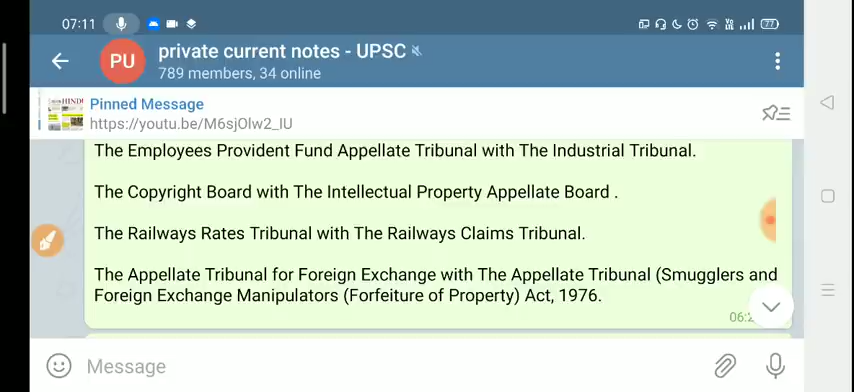 07:11
77
PU
private current notes - UPSC
789 members, 34 online
Pinned Message
https://youtu.be/M6sjOlw2_IU
The Employees Provident Fund Appellate Tribunal with The Industrial Tribunal.
The Copyright Board with The Intellectual Property Appellate Board .
The Railways Rates Tribunal with The Railways Claims Tribunal.
The Appellate Tribunal for Foreign Exchange with The Appellate Tribunal (Smugglers and
Foreign Exchange Manipulators (Forfeiture of Property) Act, 1976.
Message